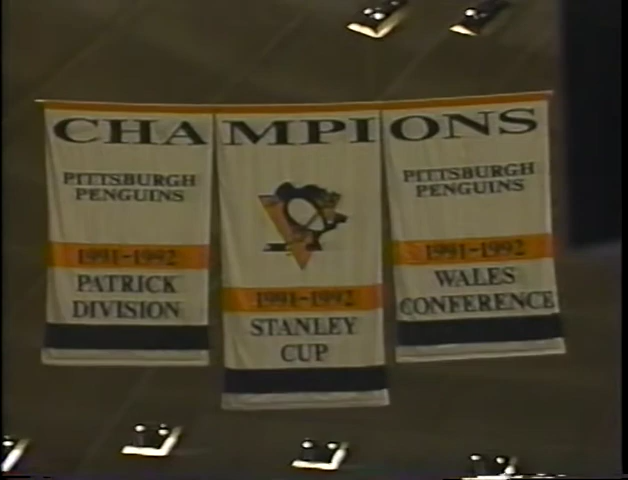 CHAMPIONS
PITTSBURGH
PENGUINS
1991-1992
PATRICK
DIVISION
1991-1992
STANLEY
CUP
PITTSBURGH
PENGUINS
1991-1992
WALES
CONFERENCE